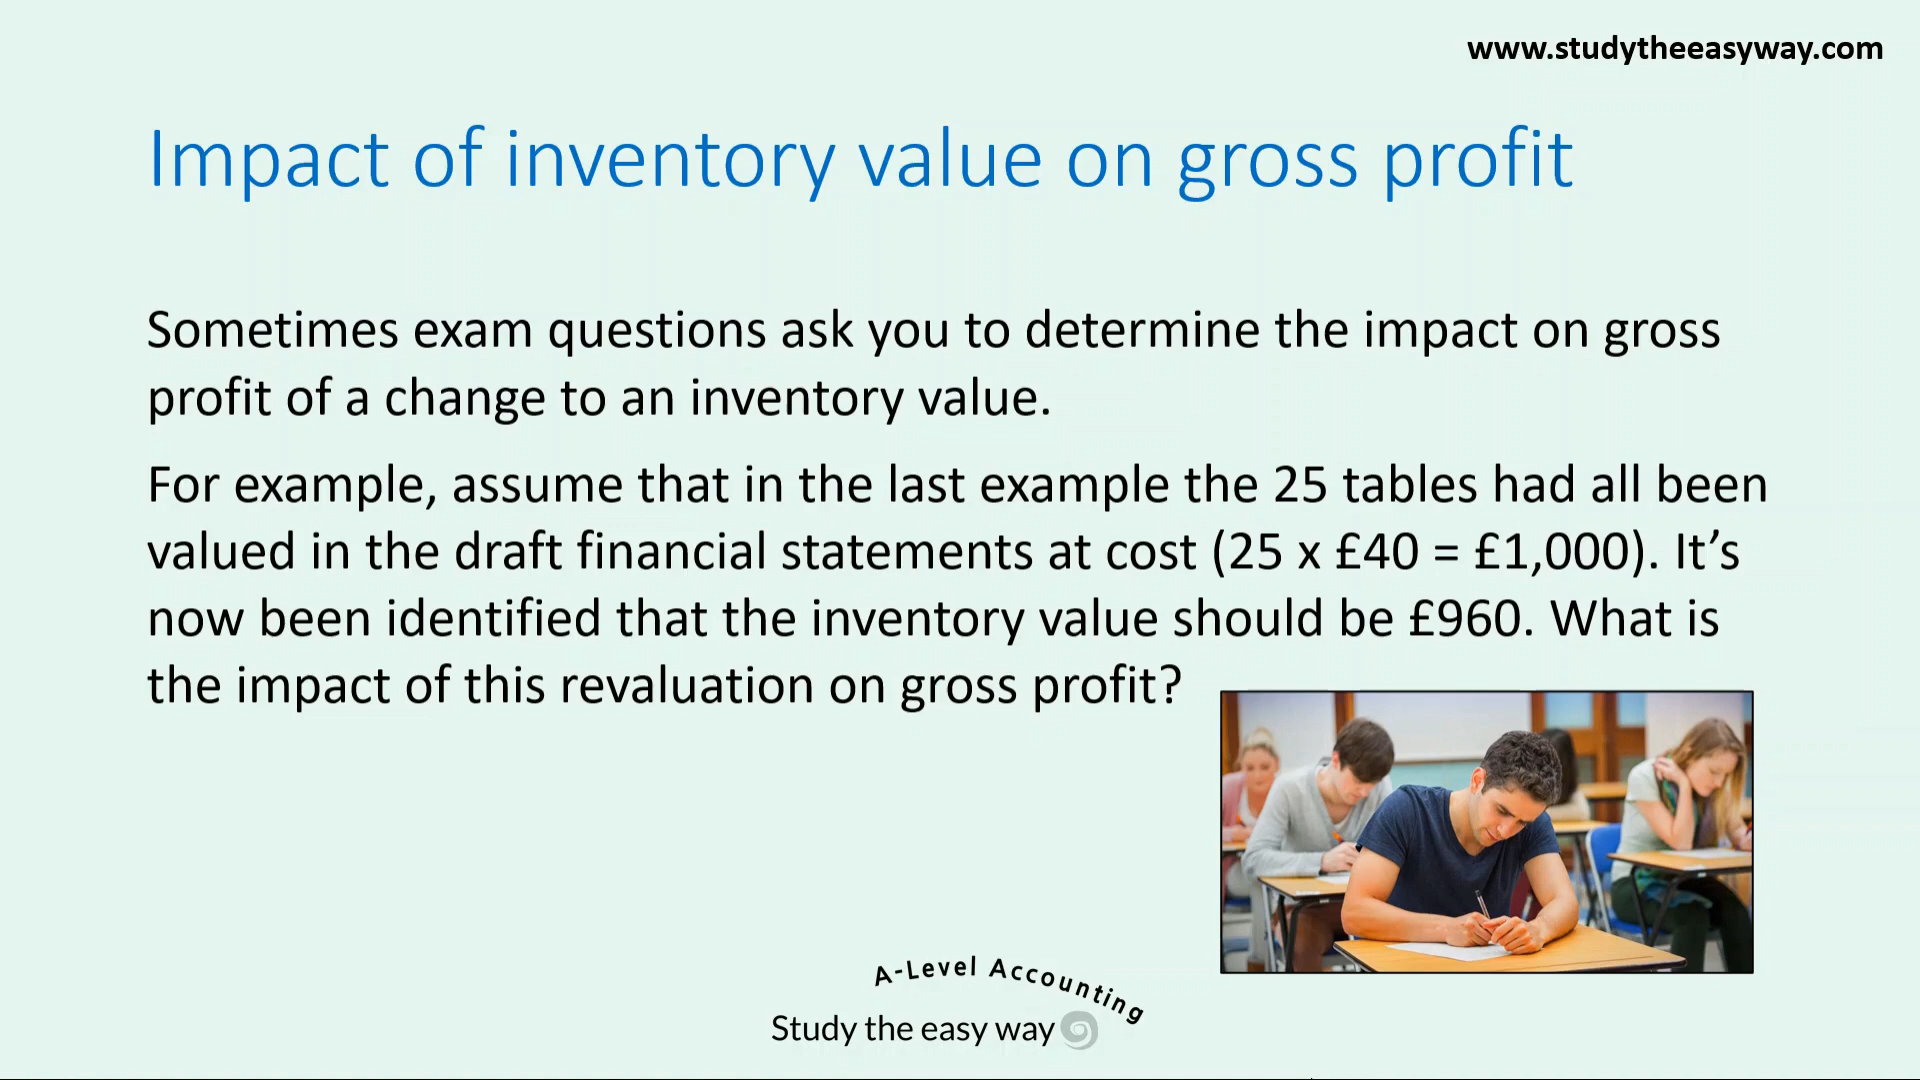 www.studytheeasyway.com
Impact of inventory value on gross profit
Sometimes exam questions ask you to determine the impact on gross
profit of a change to an inventory value.
For example, assume that in the last example the 25 tables had all been
valued in the draft financial statements at cost (25 x £40 = £1,000). It’s
now been identified that the inventory value should be £960. What is
the impact of this revaluation on gross profit?
A-Level Accounting
Study the easy way